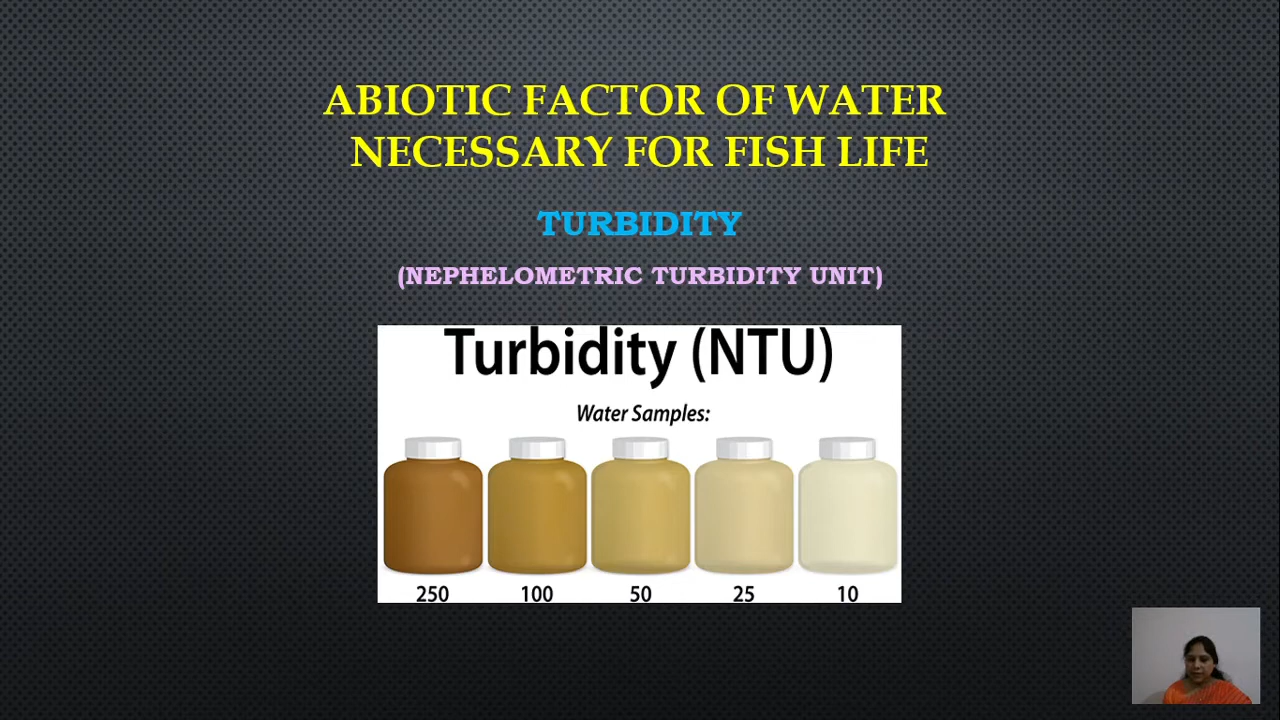 ABIOTIC FACTOR OF WATER
NECESSARY FOR FISH LIFE
TURBIDITY
(NEPHELOMETRIC TURBIDITY UNIT)
Turbidity (NTU)
Water Samples:
250 100 50 25 10